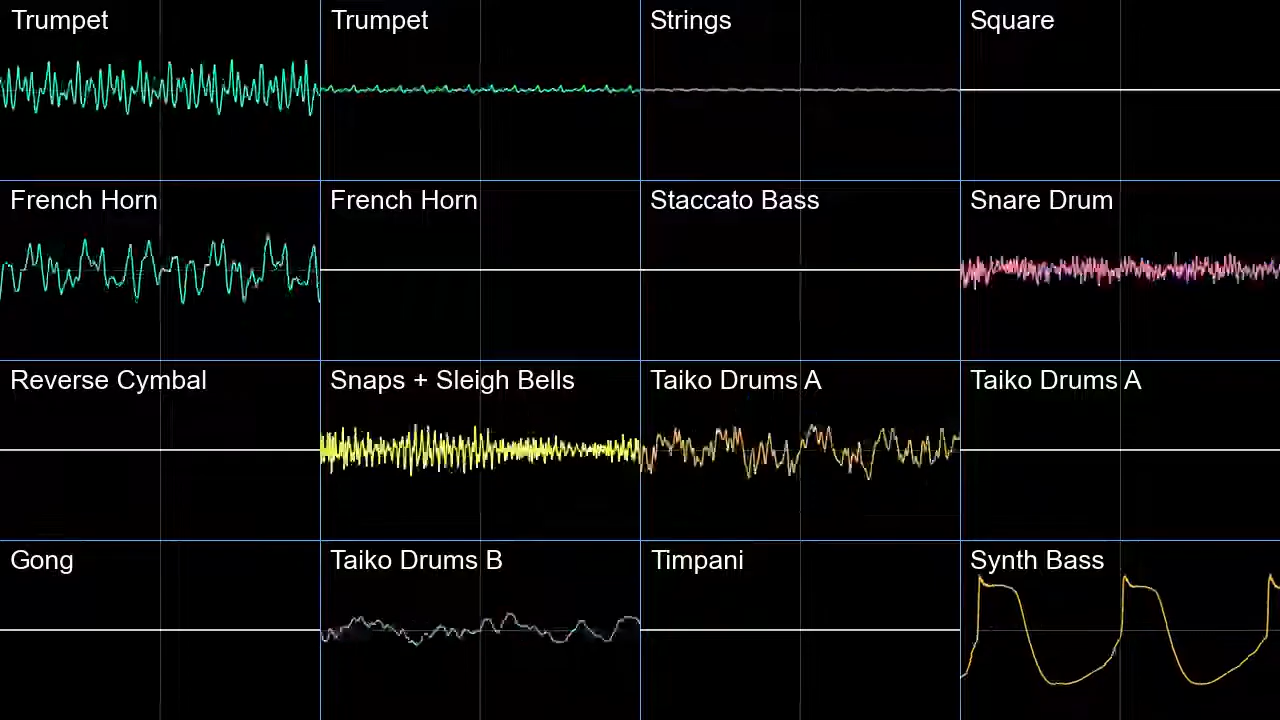 Trumpet
Trumpet
Strings
Square
French Horn
French Horn
Staccato Bass
Snare Drum
Reverse Cymbal
Snaps + Sleigh Bells
Taiko Drums A
Taiko Drums A
Gong
Taiko Drums B
Timpani
Synth Bass